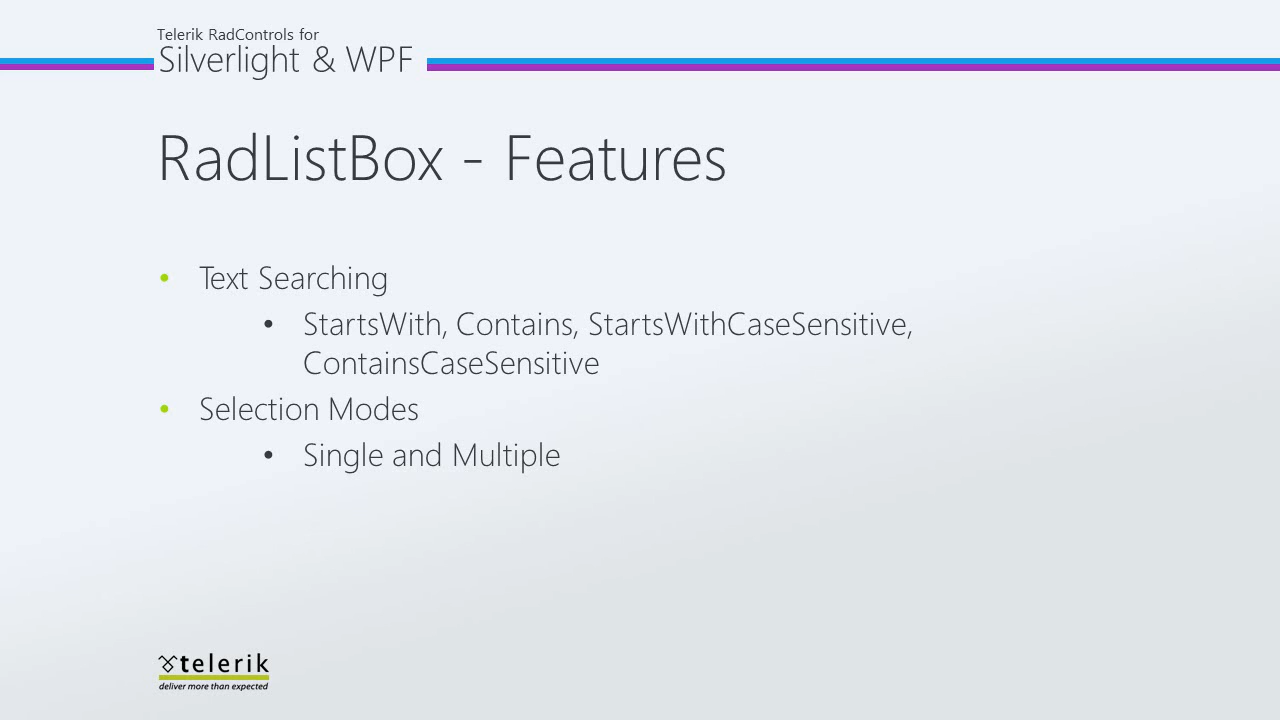 Telerik RadControls for
Silverlight & WPF
RadListBox - Features
• Text Searching
• StartsWith, Contains, StartsWithCaseSensitive,
ContainsCaseSensitive
• Selection Modes
• Single and Multiple
telerik
deliver more than expected